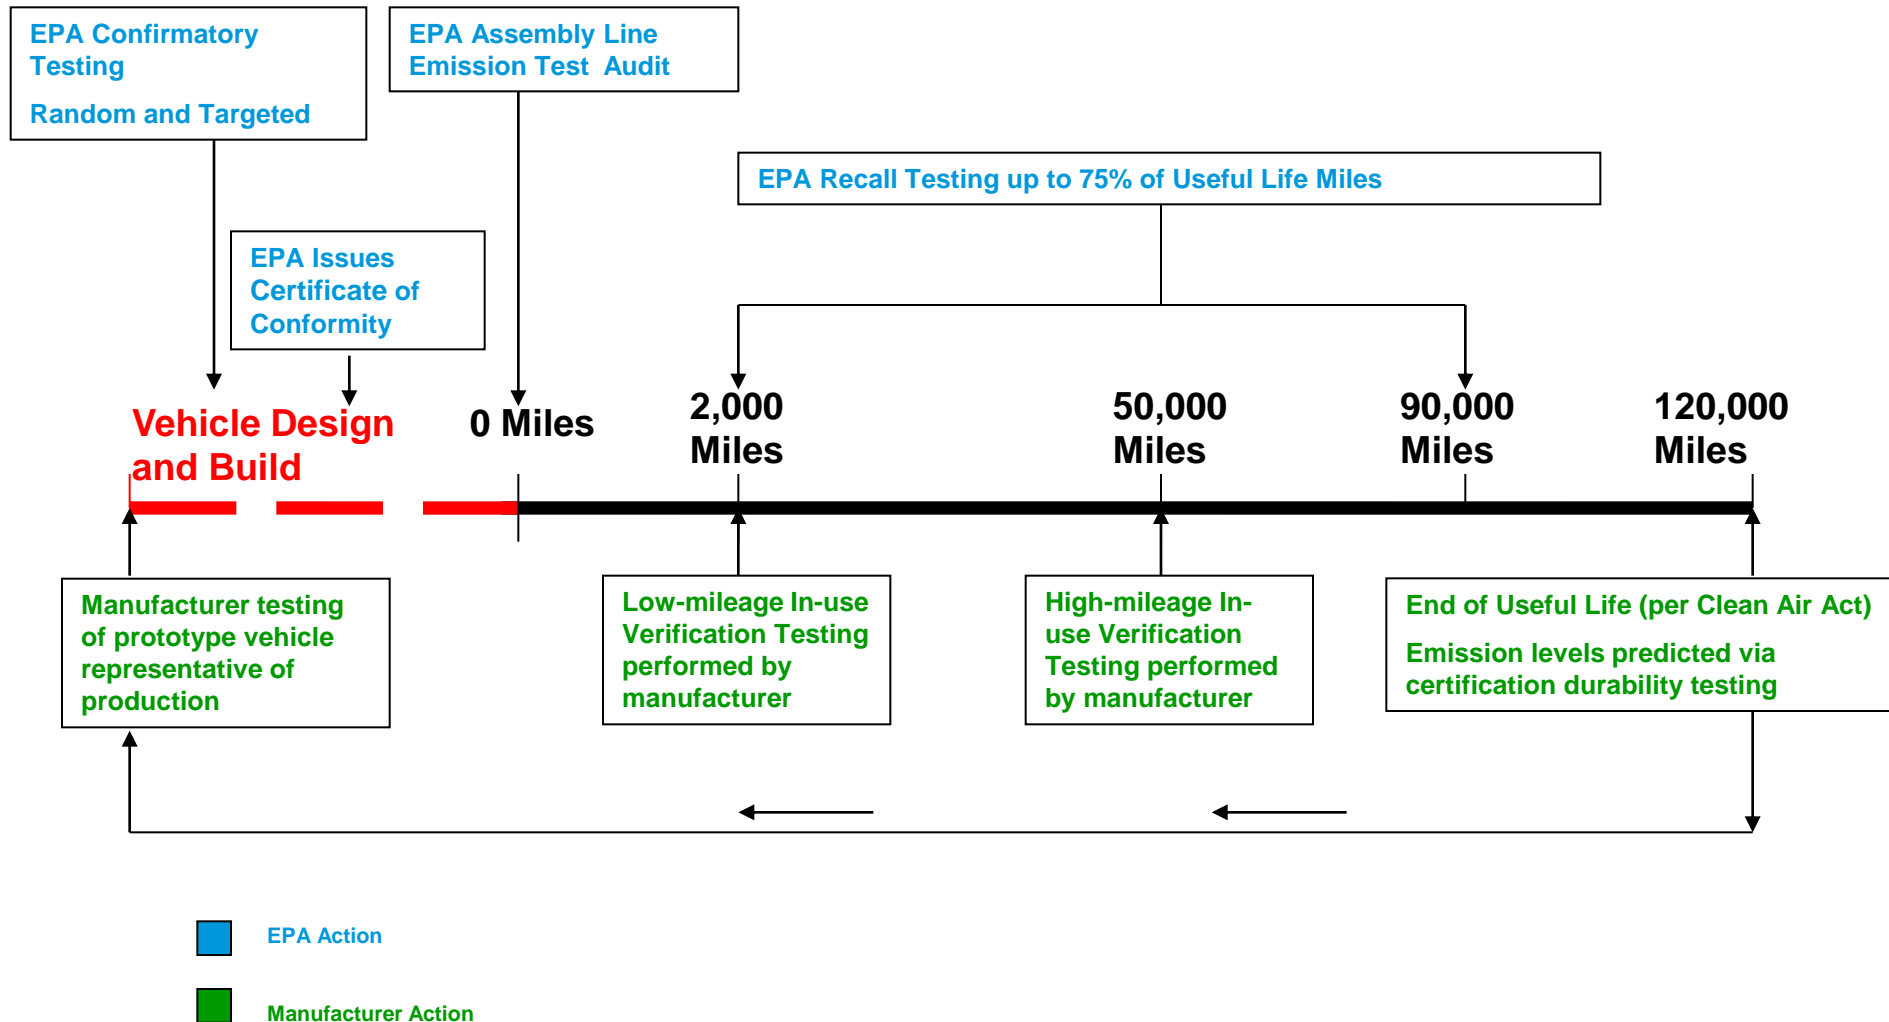 EPA Confirmatory
Testing
Random and Targeted
EPA Assembly Line
Emission Test Audit
EPA Recall Testing up to 75% of Useful Life Miles
EPA Issues
Certificate of
Conformity
Vehicle Design
and Build
0 Miles
2,000
Miles
50,000
Miles
90,000
Miles
120,000
Miles
Manufacturer testing
of prototype vehicle
representative of
production
Low-mileage In-use
Verification Testing
performed by
manufacturer
High-mileage In-
use Verification
Testing performed
by manufacturer
End of Useful Life (per Clean Air Act)
Emission levels predicted via
certification durability testing
EPA Action
Manufacturer Action